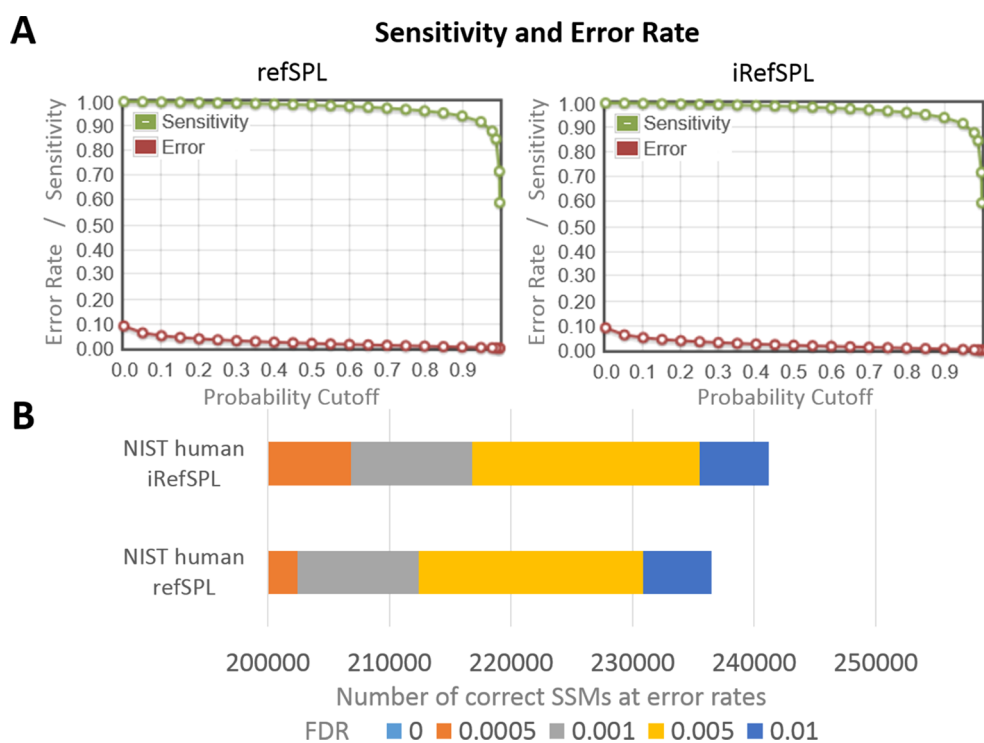 A
Sensitivity and Error Rate
refSPL
iRefSPL
Error Rate / Sensitivity
1.00
0.90
0.80
0.70
0.60
0.50
0.40
0.30
0.20
0.10
0.00
Sensitivity
Error
0.0 0.1 0.2 0.3 0.4 0.5 0.6 0.7 0.8 0.9
Probability Cutoff
Error Rate / Sensitivity
1.00
0.90
0.80
0.70
0.60
0.50
0.40
0.30
0.20
0.10
0.00
Sensitivity
Error
0.0 0.1 0.2 0.3 0.4 0.5 0.6 0.7 0.8 0.9
Probability Cutoff
B
NIST human
iRefSPL
NIST human
refSPL
200000 210000 220000 230000 240000 250000
Number of correct SSMs at error rates
FDR 0 0.0005 0.001 0.005 0.01